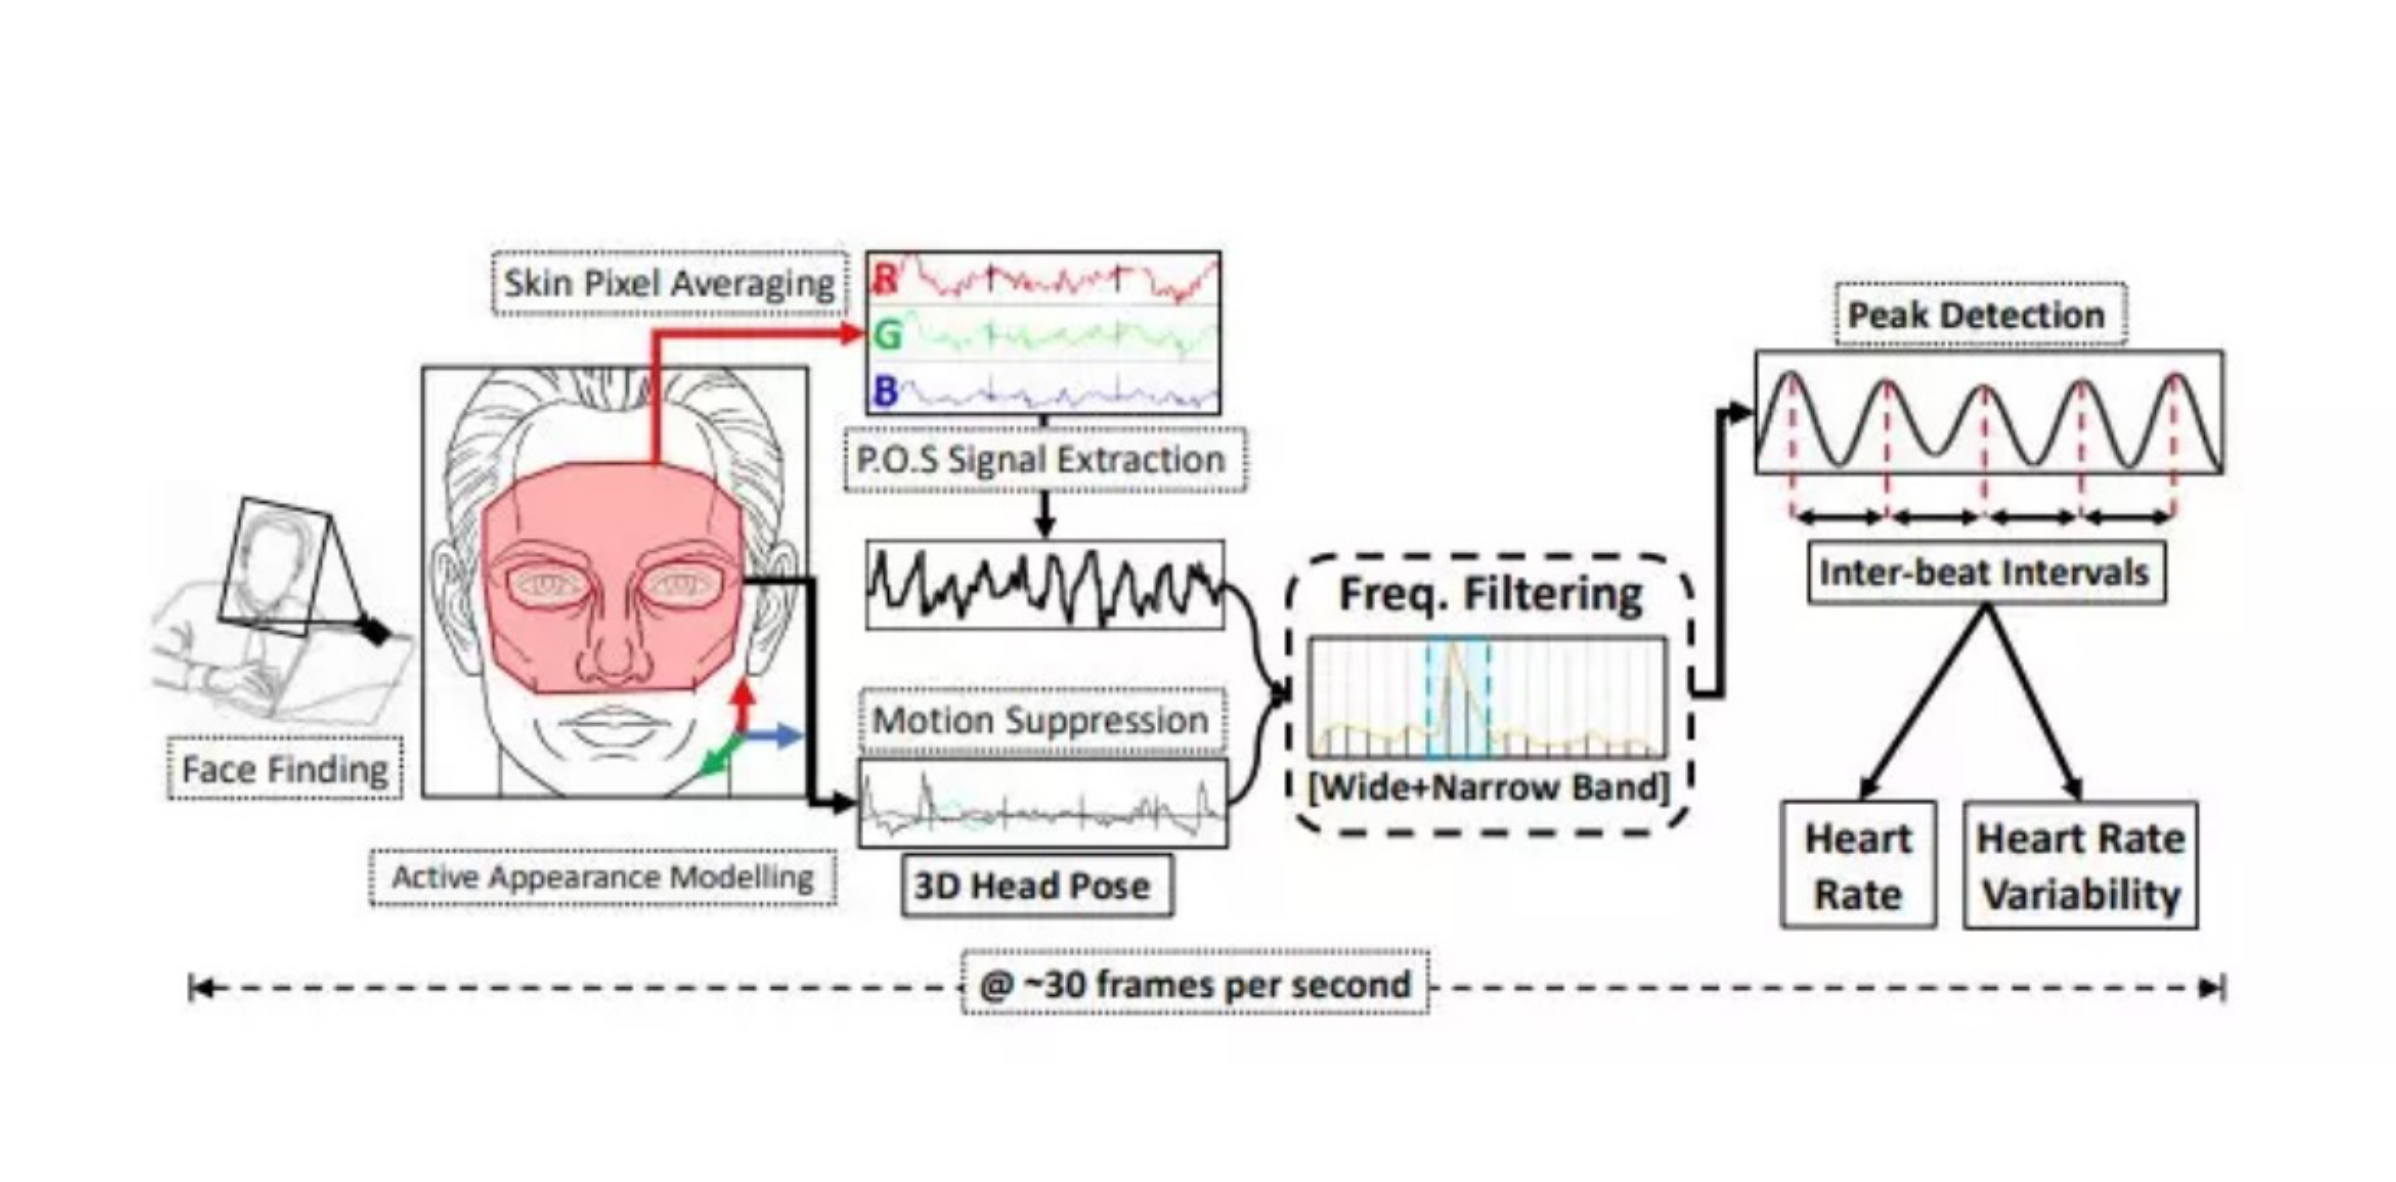 Skin Pixel Averaging
R
G
B
P.O.S Signal Extraction
Face Finding
Active Appearance Modelling
Motion Suppression
3D Head Pose
Freq. Filtering
[Wide+Narrow Band]
Peak Detection
Inter-beat Intervals
Heart
Rate
Heart Rate
Variability
@ ~30 frames per second